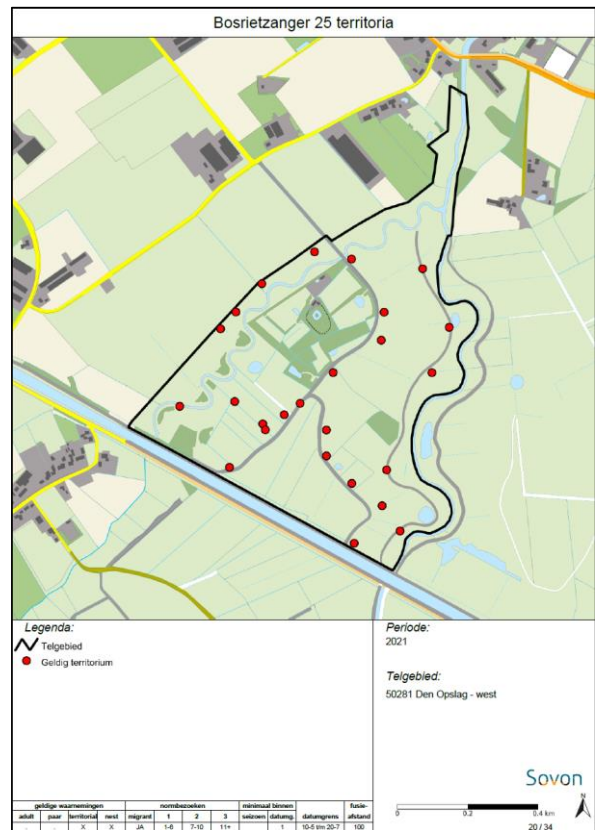 Bosrietzanger 25 territoria
Legenda:
Telgebied
Geldig territorium
Periode:
2021
Telgebied:
50281 Den Opslag - west
Sovon
0 0.2 0.4 km
N
20 / 34
geldige waarnemingen normbezoeken minimaal binnen fusie-
adult paar territoriaal nest migrant 1 2 3 seizoen datumg. datumgrens afstand
. . X X JA 1-6 7-10 11+ . 1 10-5 t/m 20-7 100